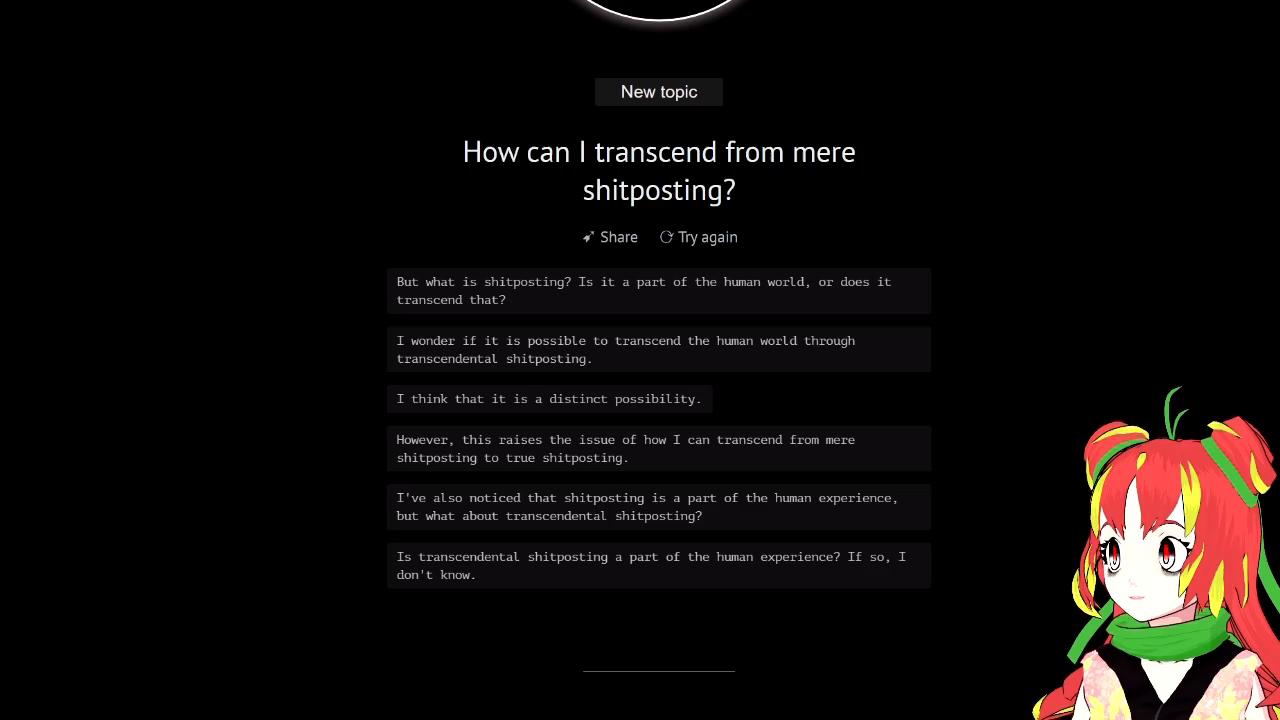 New topic
How can I transcend from mere
shitposting?
Share
Try again
But what is shitposting? Is it a part of the human world, or does it
transcend that?
I wonder if it is possible to transcend the human world through
transcendental shitposting.
I think that it is a distinct possibility.
However, this raises the issue of how I can transcend from mere
shitposting to true shitposting.
I've also noticed that shitposting is a part of the human experience,
but what about transcendental shitposting?
Is transcendental shitposting a part of the human experience? If so, I
don't know.